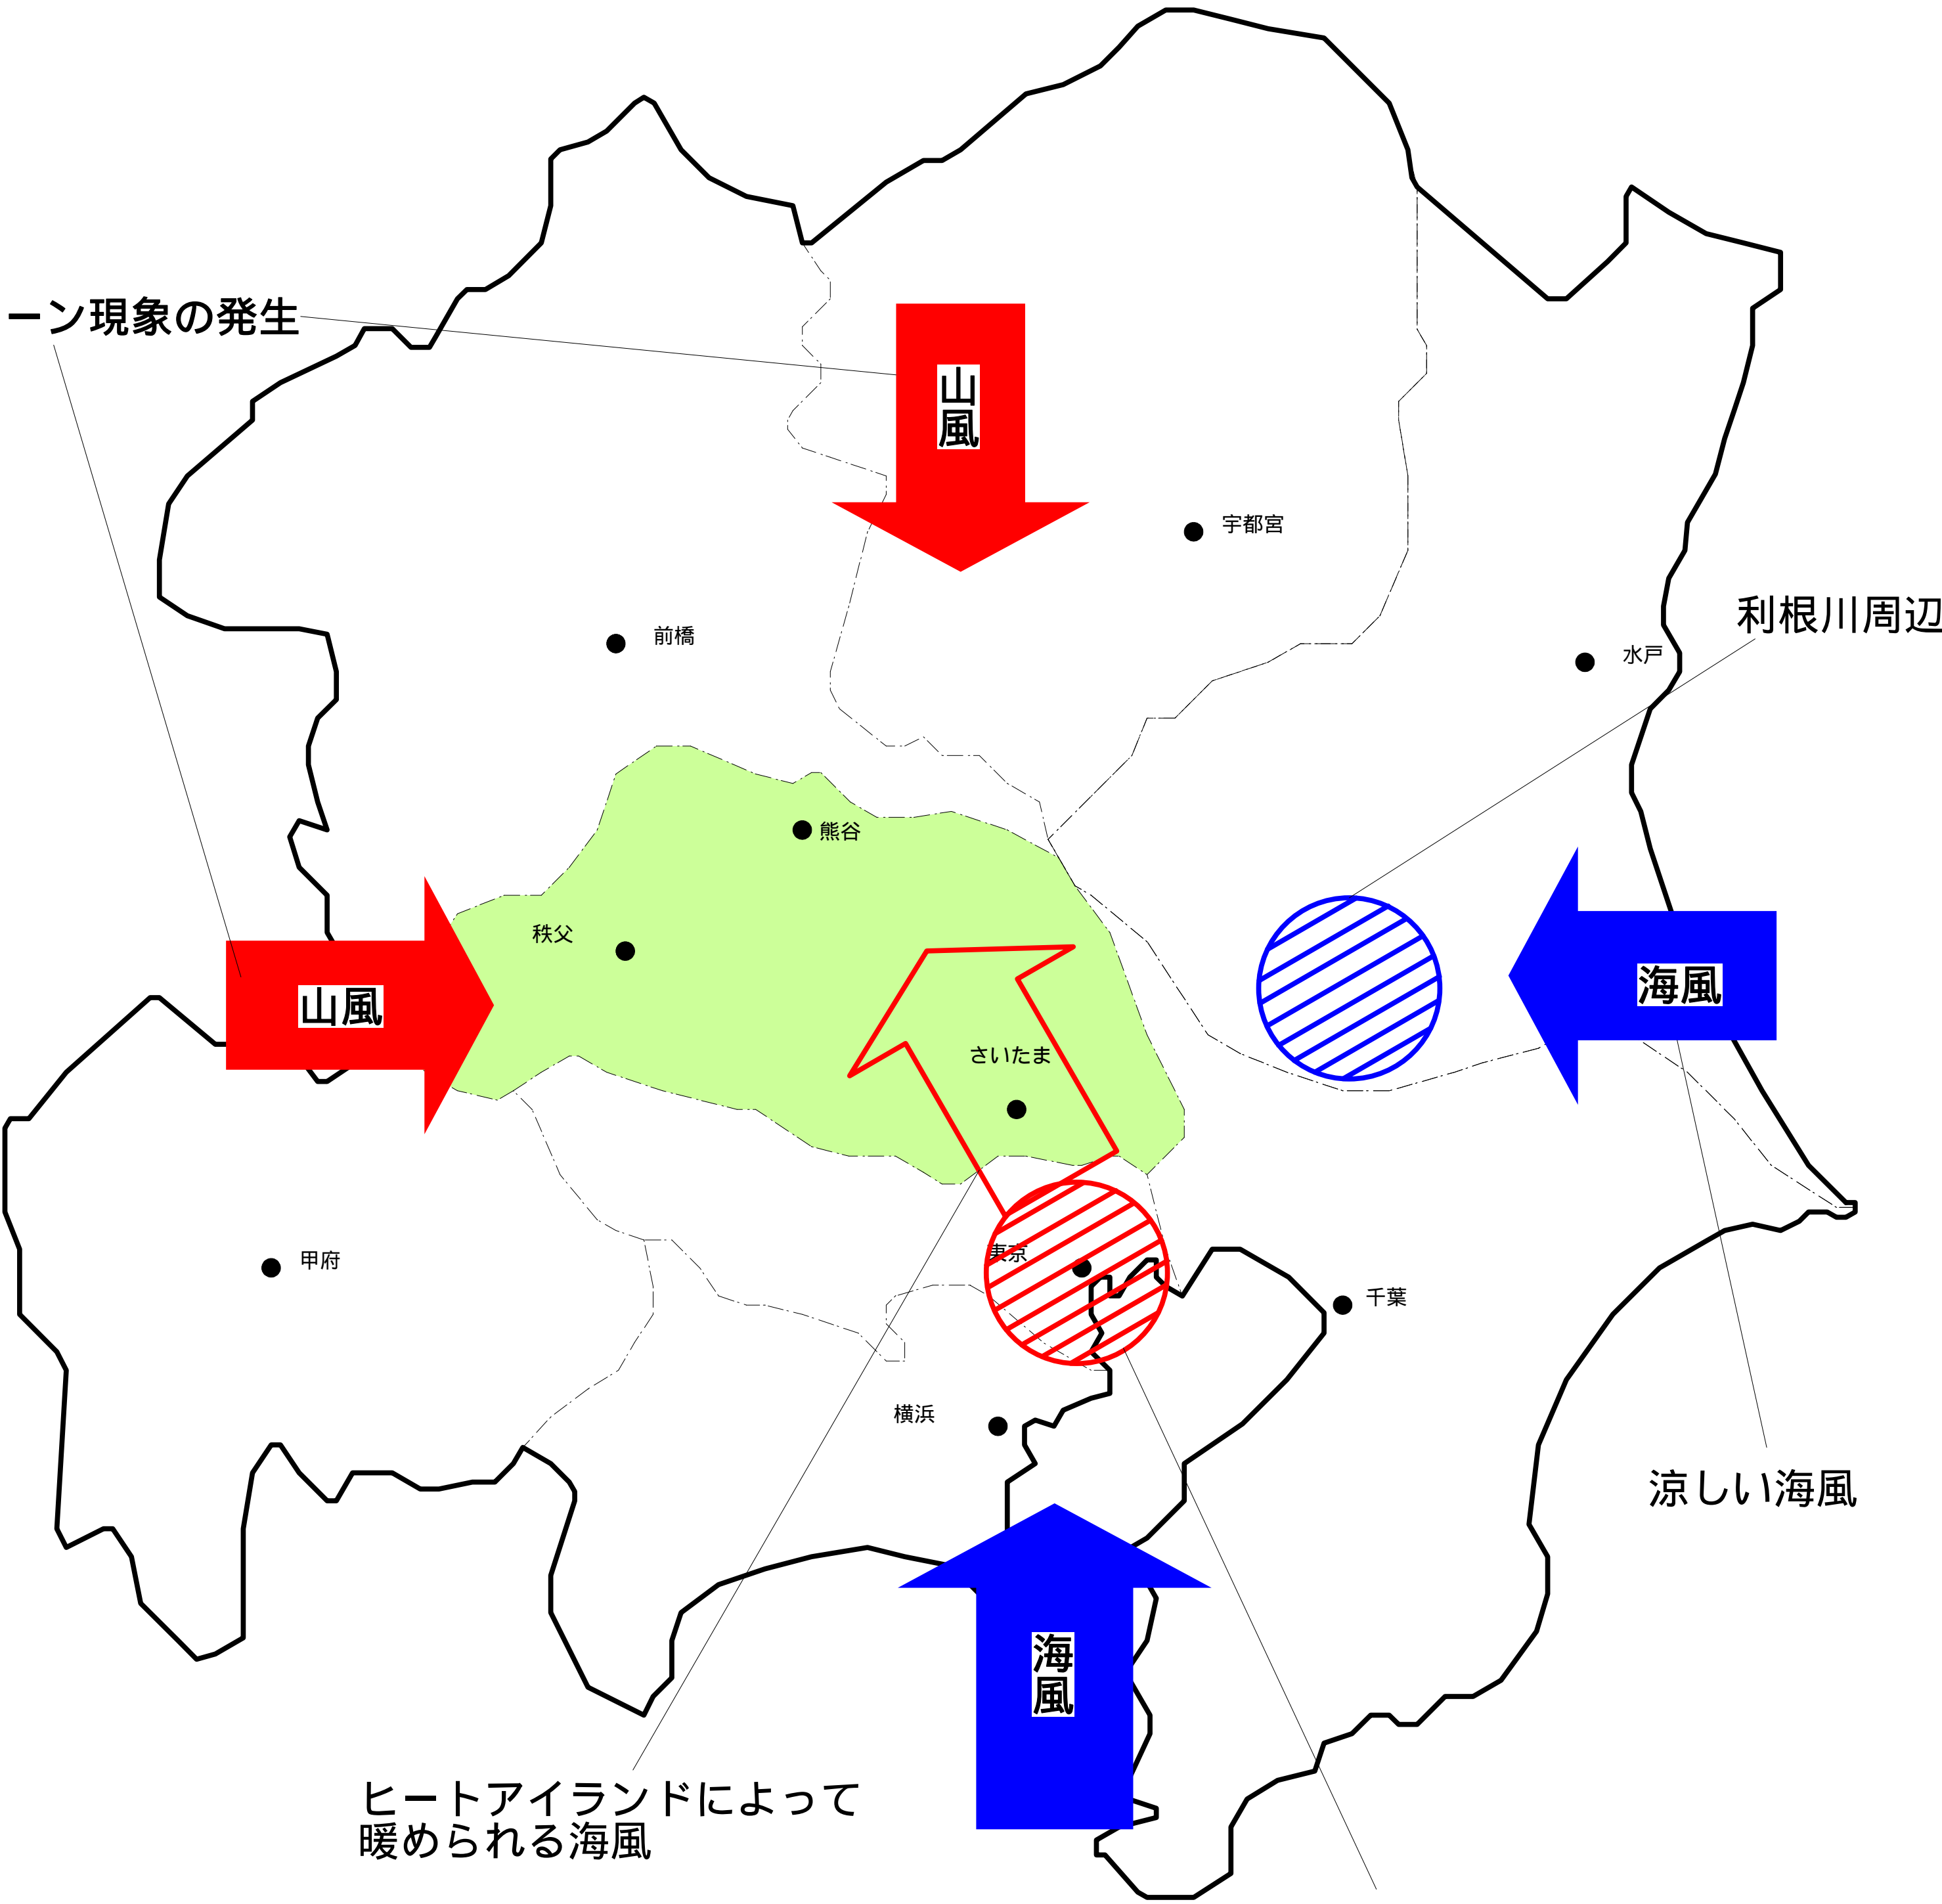 ーン現象の発生
山風
宇都宮
利根川周辺
前橋
水戸
熊谷
秩父
海風
山風
さいたま
東京
甲府
千葉
横浜
涼しい海風
海風
ヒートアイランドによって
暖められる海風